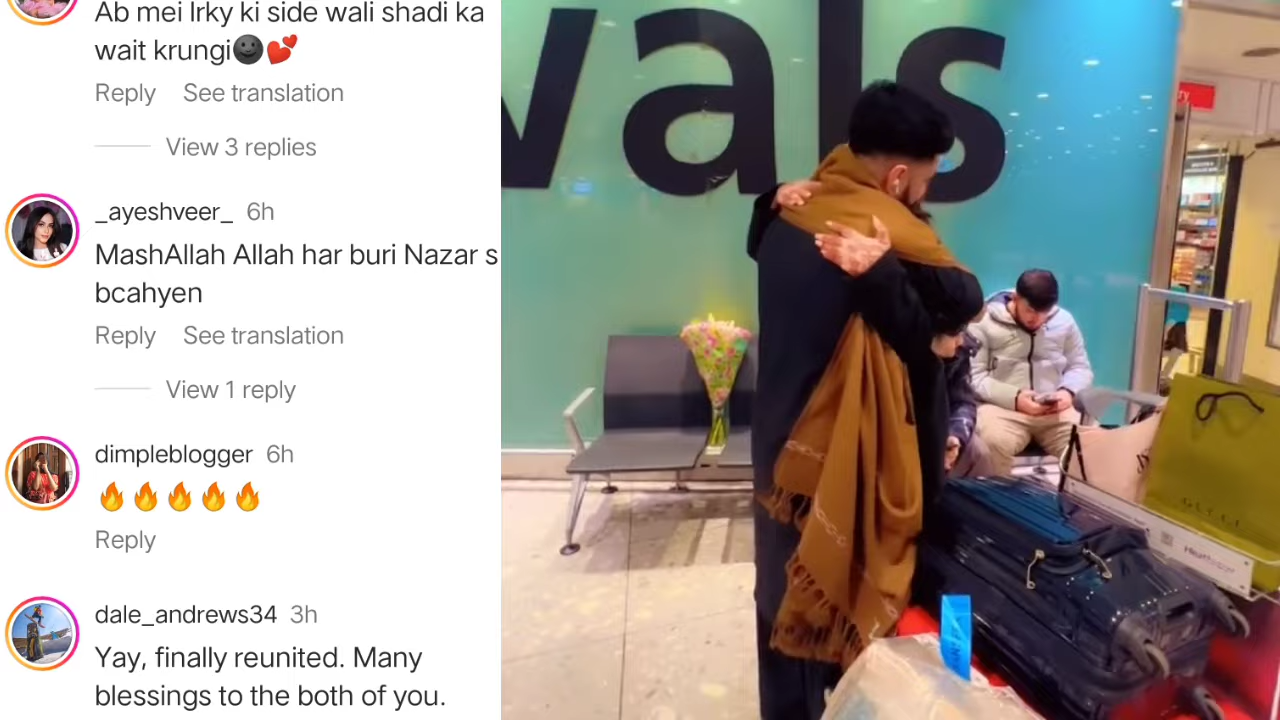 Ab mei lrky ki side wali shadi ka
wait krungi🌚💕
Reply See translation
View 3 replies
_ayeshveer_ 6h
MashAllah Allah har buri Nazar s
bcahyen
Reply See translation
View 1 reply
dimpleblogger 6h
🔥🔥🔥🔥🔥
Reply
dale_andrews34 3h
Yay, finally reunited. Many
blessings to the both of you.
vals
GUCCI
Heathrow